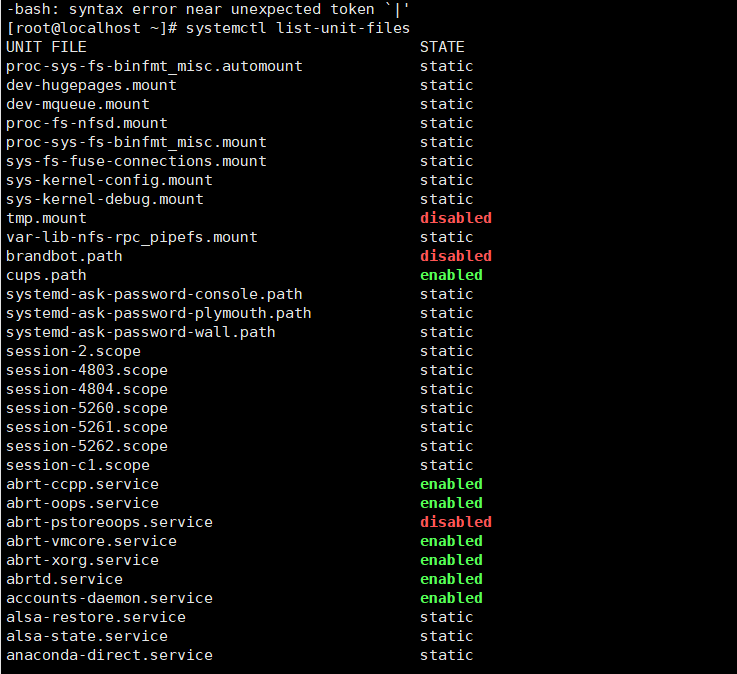 -bash: syntax error near unexpected token `|'
[root@localhost ~]# systemctl list-unit-files
UNIT FILE STATE
proc-sys-fs-binfmt_misc.automount static
dev-hugepages.mount static
dev-mqueue.mount static
proc-fs-nfsd.mount static
proc-sys-fs-binfmt_misc.mount static
sys-fs-fuse-connections.mount static
sys-kernel-config.mount static
sys-kernel-debug.mount static
tmp.mount disabled
var-lib-nfs-rpc_pipefs.mount static
brandbot.path disabled
cups.path enabled
systemd-ask-password-console.path static
systemd-ask-password-plymouth.path static
systemd-ask-password-wall.path static
session-2.scope static
session-4803.scope static
session-4804.scope static
session-5260.scope static
session-5261.scope static
session-5262.scope static
session-c1.scope static
abrt-ccpp.service enabled
abrt-oops.service enabled
abrt-pstoreoops.service disabled
abrt-vmcore.service enabled
abrt-xorg.service enabled
abrtd.service enabled
accounts-daemon.service enabled
alsa-restore.service static
alsa-state.service static
anaconda-direct.service static